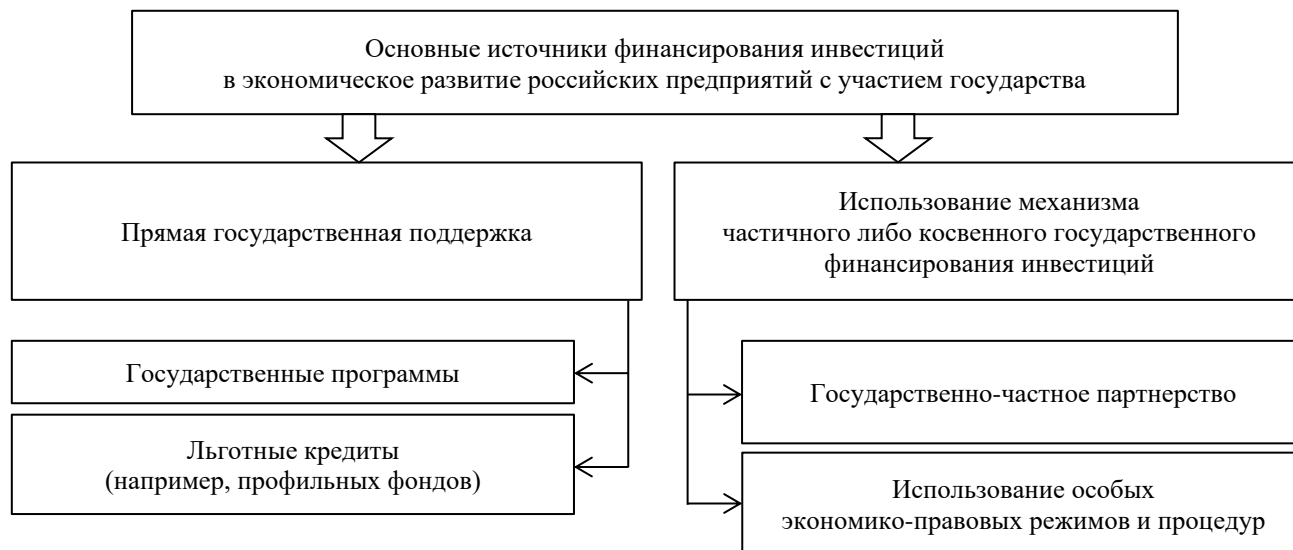 Основные источники финансирования инвестиций
в экономическое развитие российских предприятий с участием государства
Прямая государственная поддержка
Использование механизма
частичного либо косвенного государственного
финансирования инвестиций
Государственные программы
Льготные кредиты
(например, профильных фондов)
Государственно-частное партнерство
Использование особых
экономико-правовых режимов и процедур